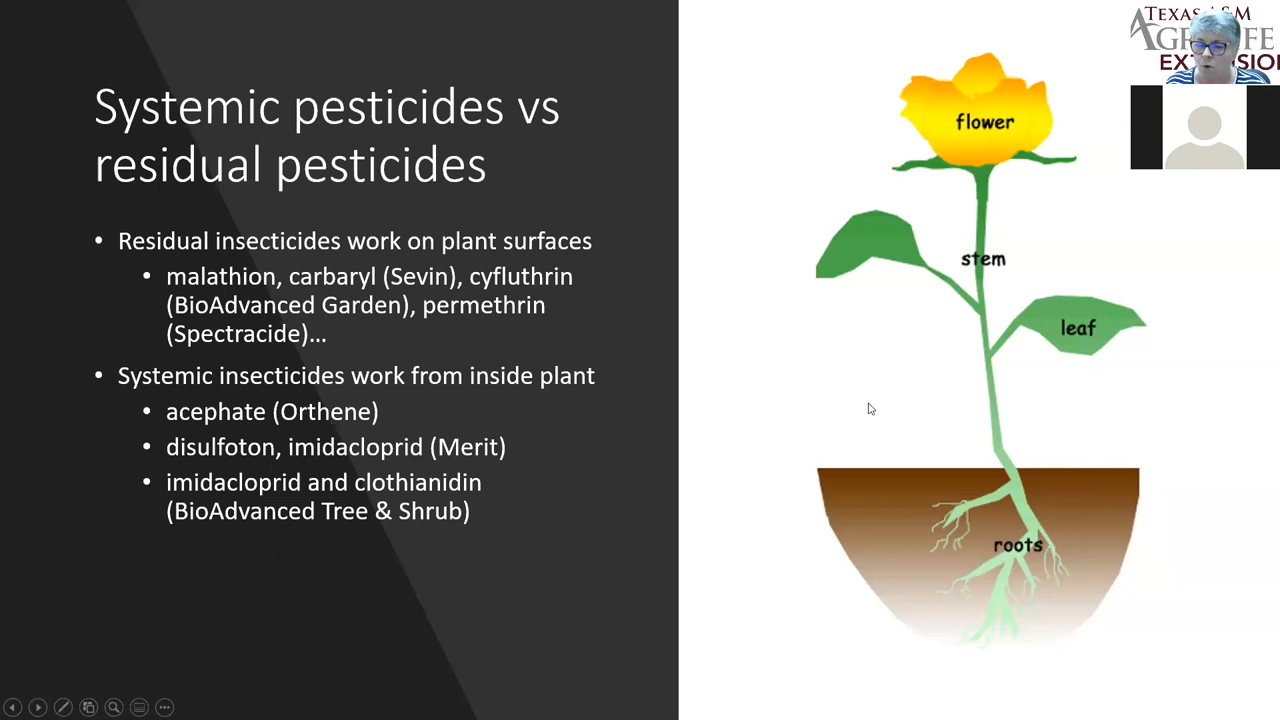 Systemic pesticides vs
residual pesticides
• Residual insecticides work on plant surfaces
• malathion, carbaryl (Sevin), cyfluthrin
(BioAdvanced Garden), permethrin
(Spectracide)…
• Systemic insecticides work from inside plant
• acephate (Orthene)
• disulfoton, imidacloprid (Merit)
• imidacloprid and clothianidin
(BioAdvanced Tree & Shrub)
flower
stem
leaf
roots
TEXAS A&M